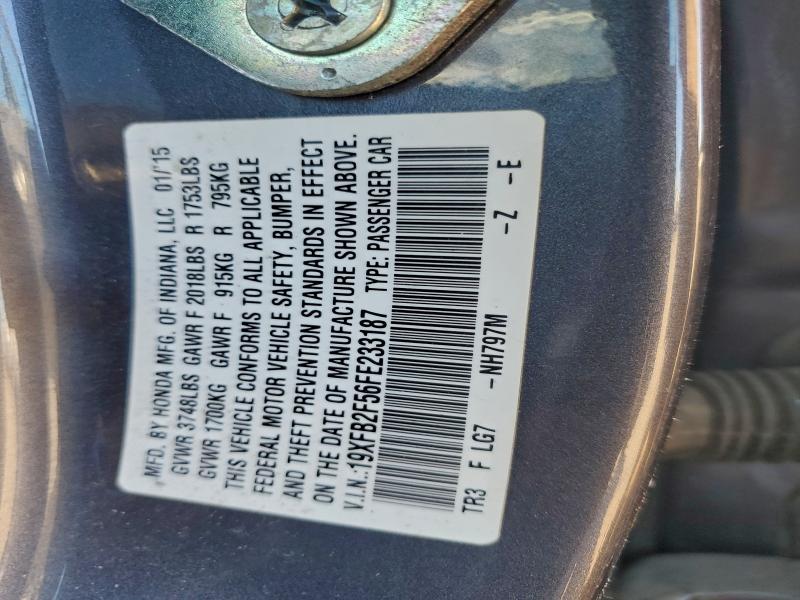 MFD. BY HONDA MFG. OF INDIANA, LLC 01/'15
GVWR 3748LBS GAWR F 2018LBS R 1753LBS
GVWR 1700KG GAWR F 915KG R 795KG
THIS VEHICLE CONFORMS TO ALL APPLICABLE
FEDERAL MOTOR VEHICLE SAFETY, BUMPER,
AND THEFT PREVENTION STANDARDS IN EFFECT
ON THE DATE OF MANUFACTURE SHOWN ABOVE.
V.I.N.:19XFB2F56FE233187 TYPE: PASSENGER CAR
TR3 F LG7 -NH797M -Z -E